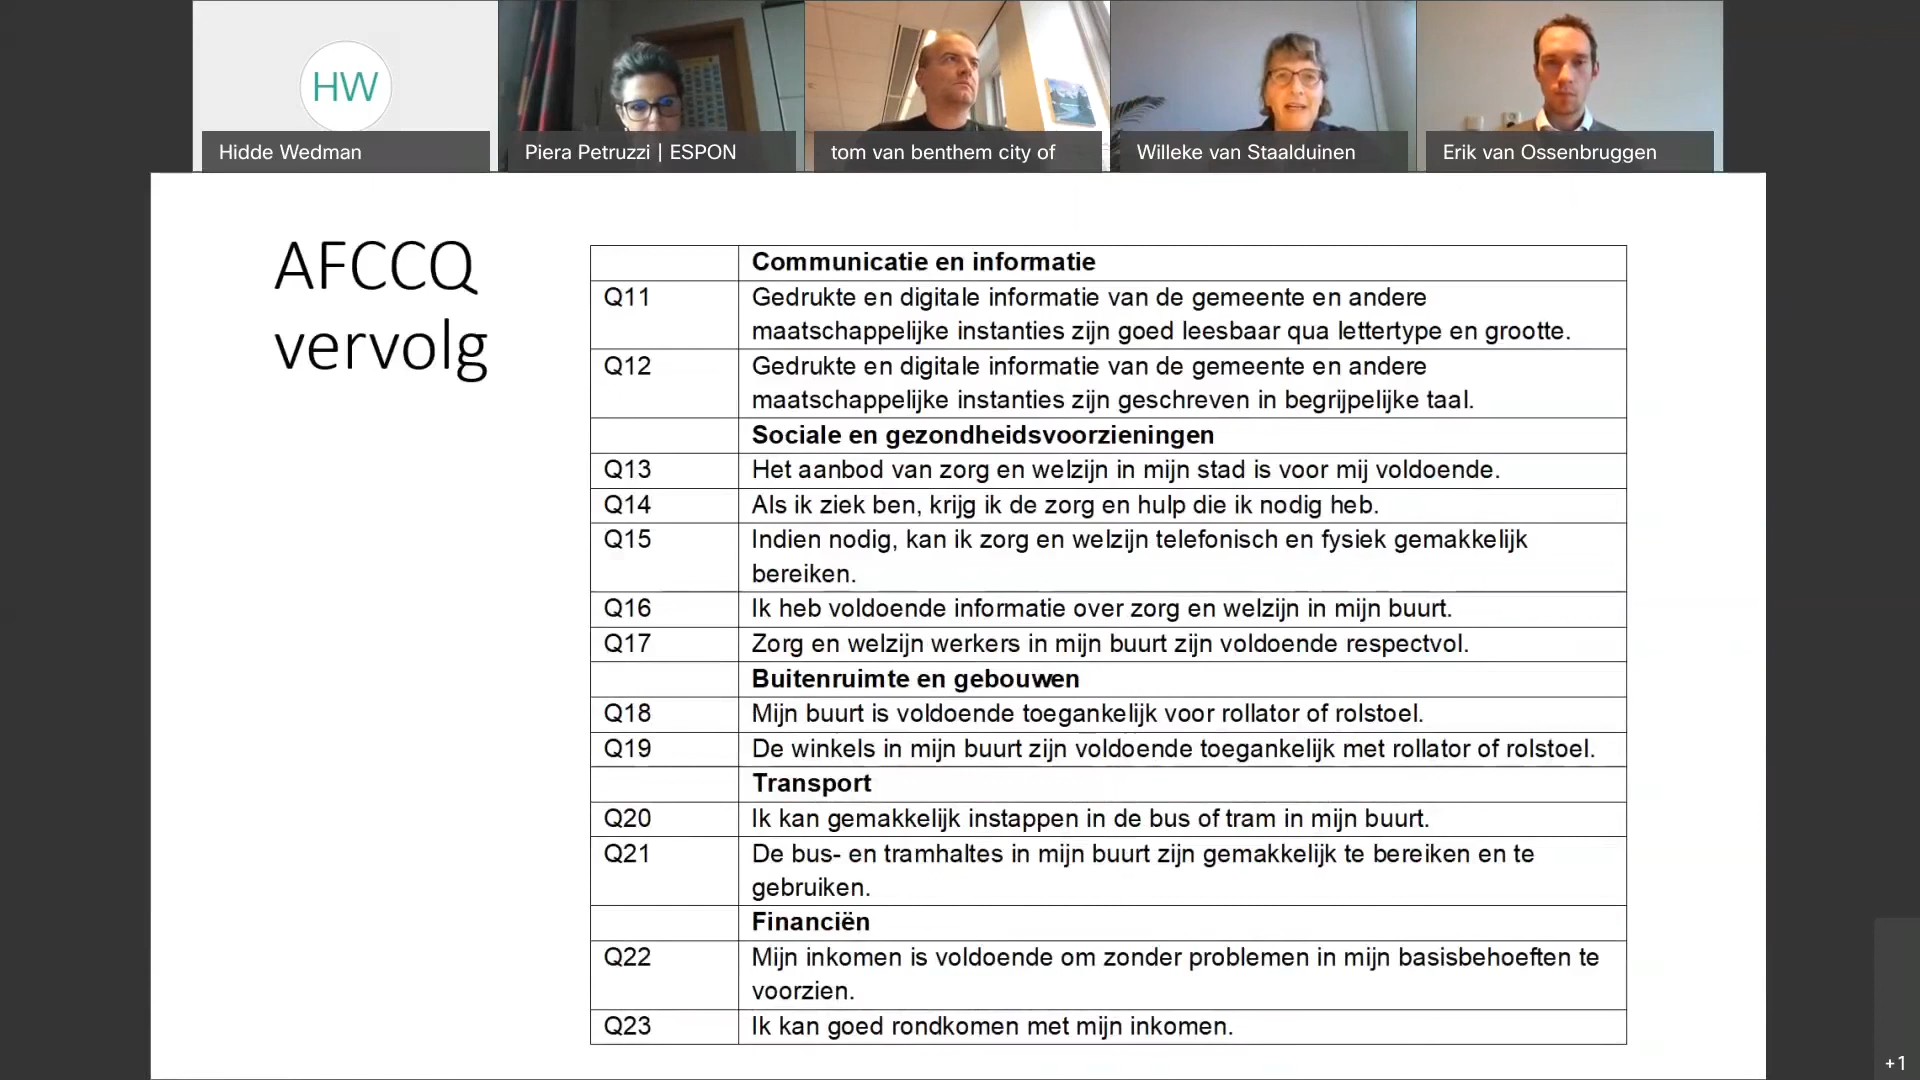 HW
Hidde Wedman
Piera Petruzzi | ESPON
tom van benthem city of
Willeke van Staalduinen
Erik van Ossenbruggen
AFCCQ
vervolg
Communicatie en informatie
Q11 Gedrukte en digitale informatie van de gemeente en andere
maatschappelijke instanties zijn goed leesbaar qua lettertype en grootte.
Q12 Gedrukte en digitale informatie van de gemeente en andere
maatschappelijke instanties zijn geschreven in begrijpelijke taal.
Sociale en gezondheidsvoorzieningen
Q13 Het aanbod van zorg en welzijn in mijn stad is voor mij voldoende.
Q14 Als ik ziek ben, krijg ik de zorg en hulp die ik nodig heb.
Q15 Indien nodig, kan ik zorg en welzijn telefonisch en fysiek gemakkelijk
bereiken.
Q16 Ik heb voldoende informatie over zorg en welzijn in mijn buurt.
Q17 Zorg en welzijn werkers in mijn buurt zijn voldoende respectvol.
Buitenruimte en gebouwen
Q18 Mijn buurt is voldoende toegankelijk voor rollator of rolstoel.
Q19 De winkels in mijn buurt zijn voldoende toegankelijk met rollator of rolstoel.
Transport
Q20 Ik kan gemakkelijk instappen in de bus of tram in mijn buurt.
Q21 De bus- en tramhaltes in mijn buurt zijn gemakkelijk te bereiken en te
gebruiken.
Financiën
Q22 Mijn inkomen is voldoende om zonder problemen in mijn basisbehoeften te
voorzien.
Q23 Ik kan goed rondkomen met mijn inkomen.
+1